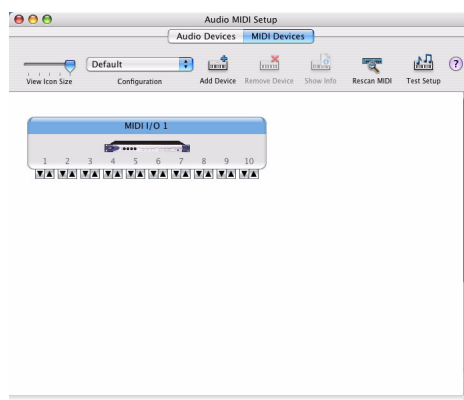 Audio MIDI Setup
Audio Devices MIDI Devices
Default
View Icon Size Configuration Add Device Remove Device Show Info Rescan MIDI Test Setup ?
MIDI I/O 1
1 2 3 4 5 6 7 8 9 10